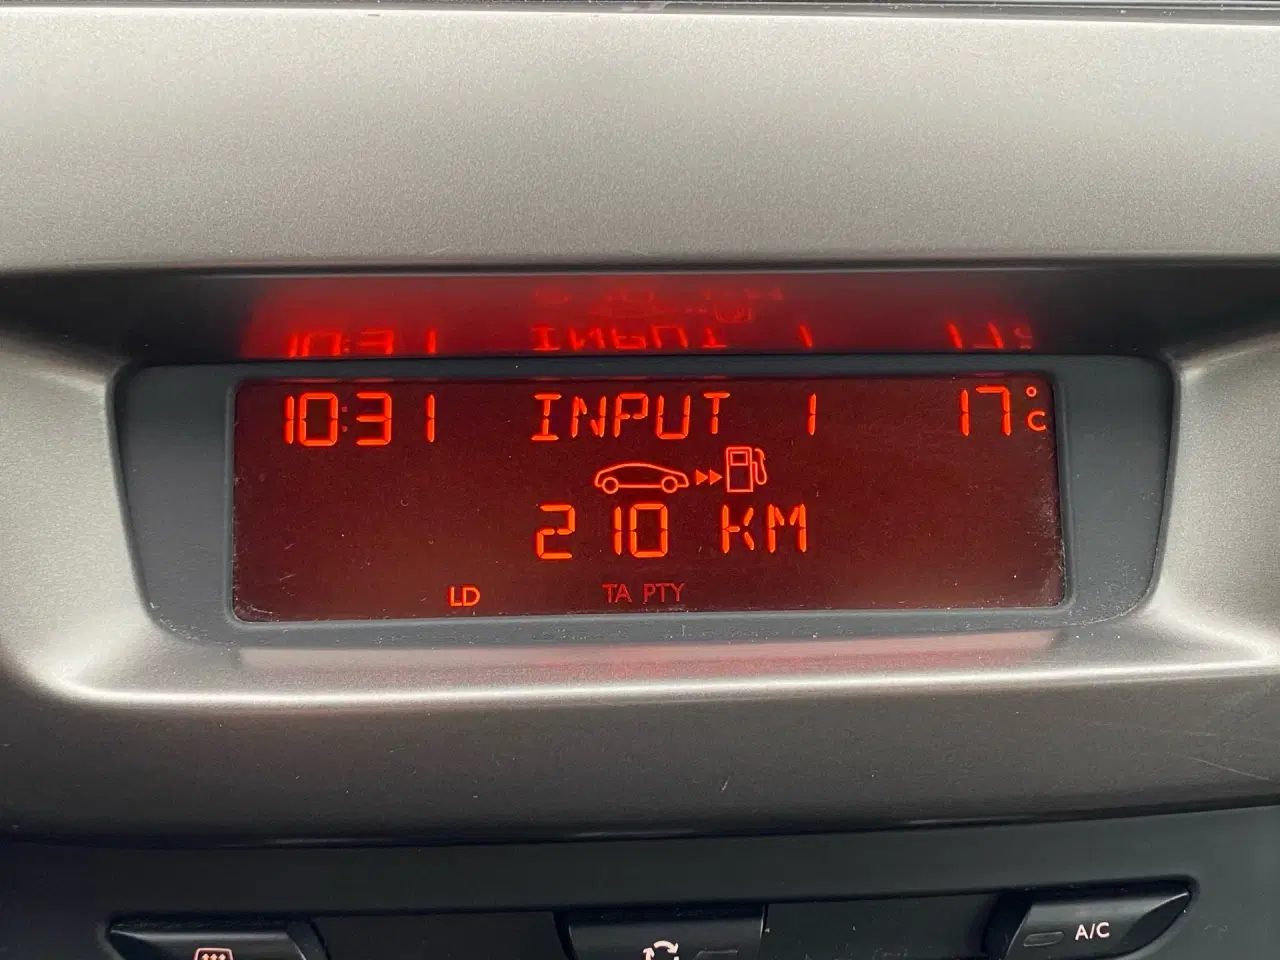 10:31 INPUT 1 17°C
210 KM
LD TA PTY
A/C